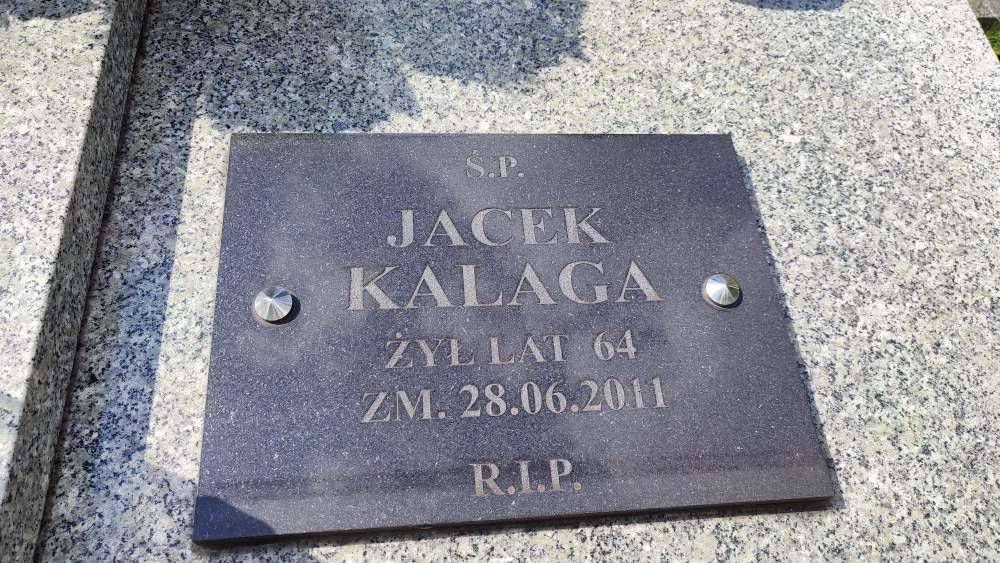 Ś.P.
JACEK
KALAGA
ŻYŁ LAT 64
ZM. 28.06.2011
R.I.P.